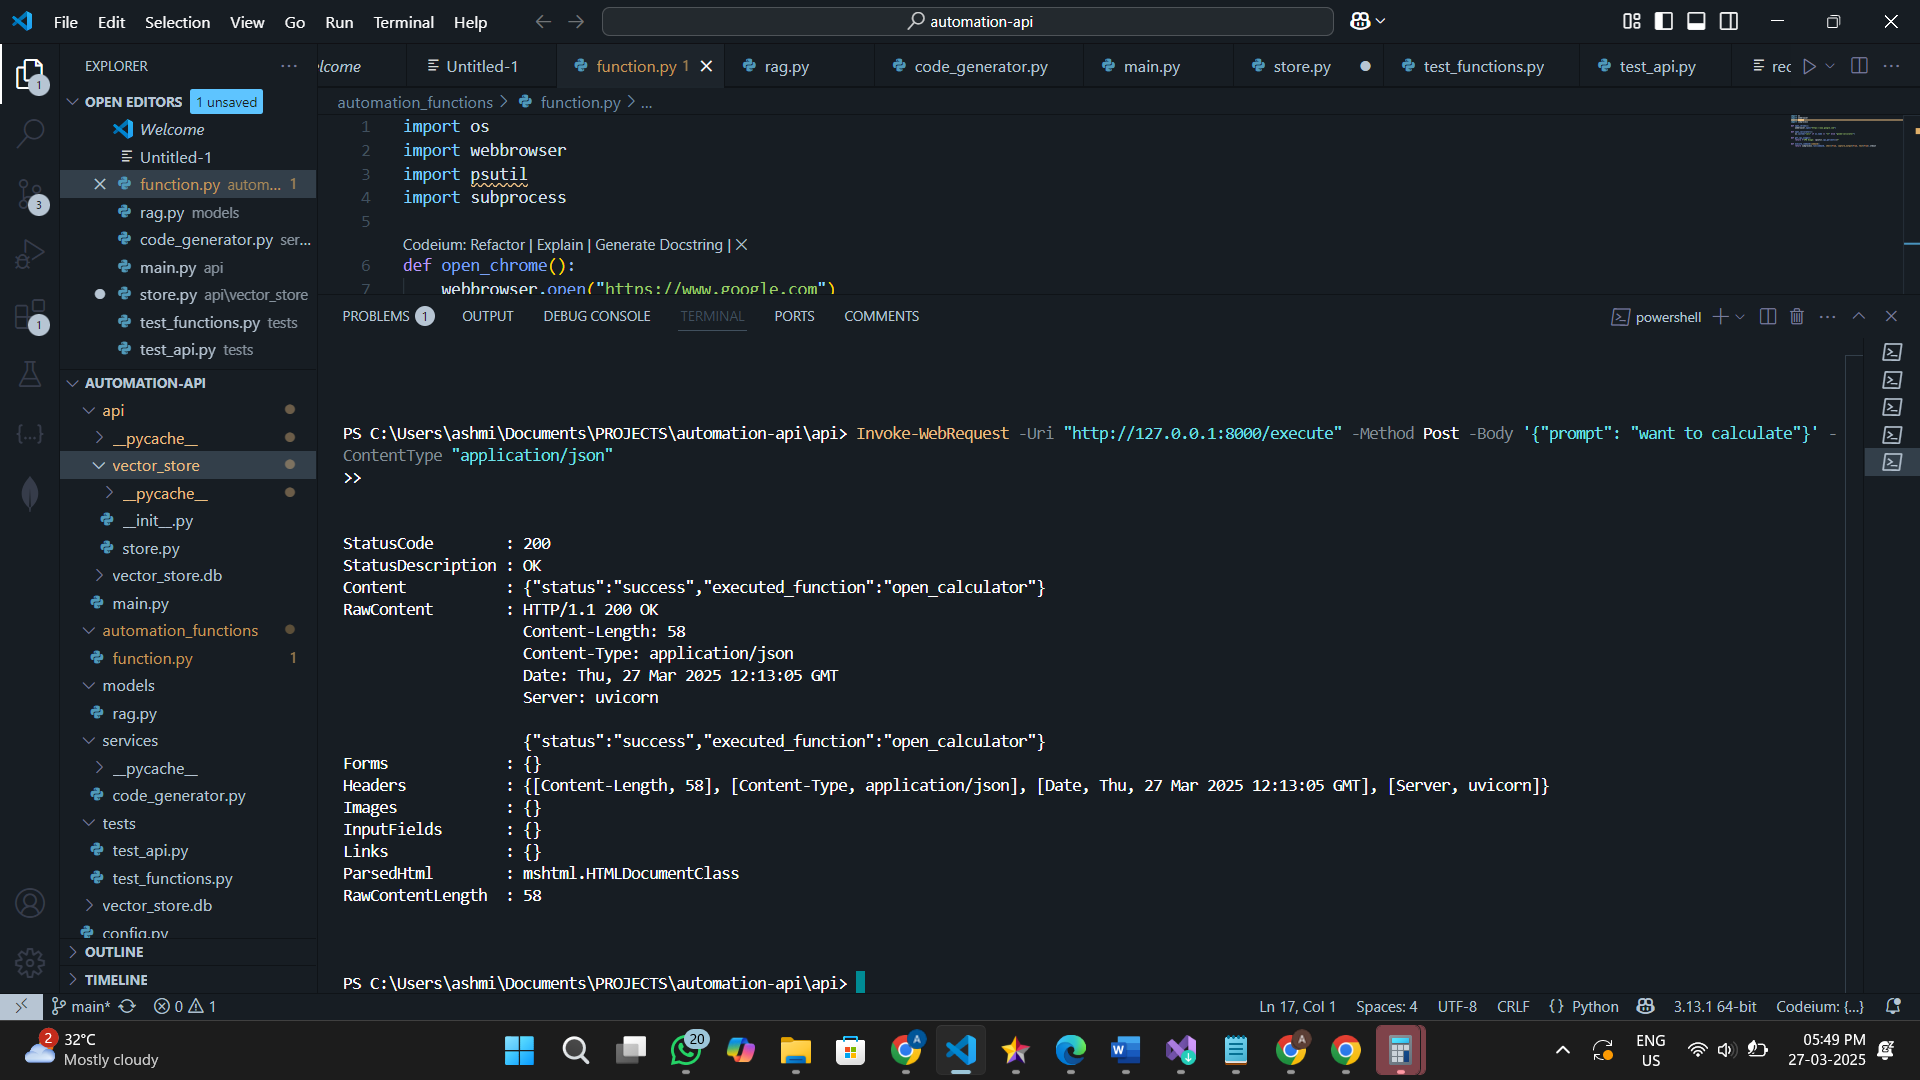 File Edit Selection View Go Run Terminal Help
automation-api
EXPLORER
OPEN EDITORS 1 unsaved
Welcome
Untitled-1
function.py autom... 1
rag.py models
code_generator.py ser...
main.py api
store.py api\vector_store
test_functions.py tests
test_api.py tests
AUTOMATION-API
api
__pycache__
vector_store
__pycache__
__init__.py
store.py
vector_store.db
main.py
automation_functions
function.py 1
models
rag.py
services
__pycache__
code_generator.py
tests
test_api.py
test_functions.py
vector_store.db
config.py
OUTLINE
TIMELINE
1
3
1
lcome Untitled-1 function.py 1 rag.py code_generator.py main.py store.py test_functions.py test_api.py rec
automation_functions > function.py > ...
1 import os
2 import webbrowser
3 import psutil
4 import subprocess
5
Codeium: Refactor | Explain | Generate Docstring | X
6 def open_chrome():
7 webbrowser.open("https://www.google.com")
PROBLEMS 1 OUTPUT DEBUG CONSOLE TERMINAL PORTS COMMENTS
powershell
PS C:\Users\ashmi\Documents\PROJECTS\automation-api\api> Invoke-WebRequest -Uri "http://127.0.0.1:8000/execute" -Method Post -Body '{"prompt": "want to calculate"}' -
ContentType "application/json"
>>
StatusCode : 200
StatusDescription : OK
Content : {"status":"success","executed_function":"open_calculator"}
RawContent : HTTP/1.1 200 OK
Content-Length: 58
Content-Type: application/json
Date: Thu, 27 Mar 2025 12:13:05 GMT
Server: uvicorn
{"status":"success","executed_function":"open_calculator"}
Forms : {}
Headers : {[Content-Length, 58], [Content-Type, application/json], [Date, Thu, 27 Mar 2025 12:13:05 GMT], [Server, uvicorn]}
Images : {}
InputFields : {}
Links : {}
ParsedHtml : mshtml.HTMLDocumentClass
RawContentLength : 58
PS C:\Users\ashmi\Documents\PROJECTS\automation-api\api>
main* 0 1
Ln 17, Col 1 Spaces: 4 UTF-8 CRLF {} Python 3.13.1 64-bit Codeium: {...}
2
32°C
Mostly cloudy
20
A
A
ENG
US
05:49 PM
27-03-2025